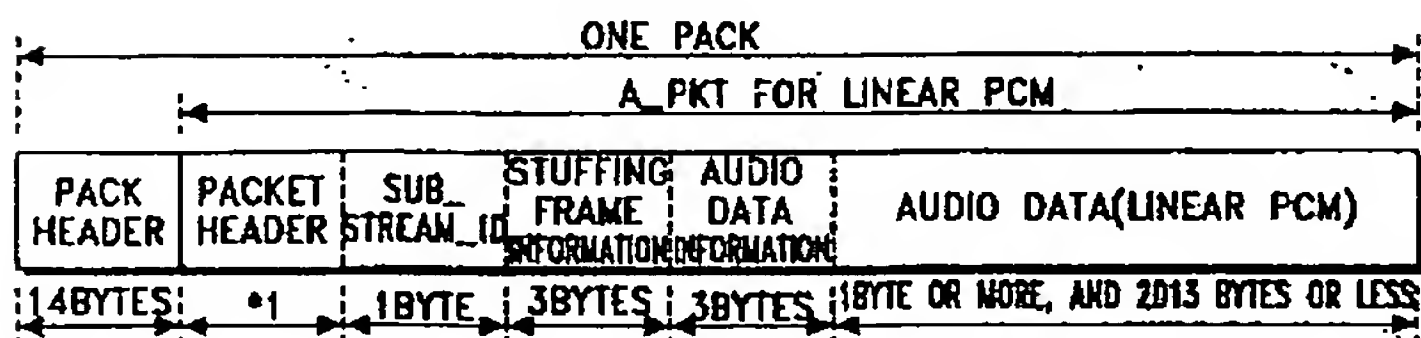 ONE PACK
A_PKT FOR LINEAR PCM
PACK HEADER
PACKET HEADER
SUB_
STREAM_ID
STUFFING
FRAME
INFORMATION
AUDIO
DATA
INFORMATION
AUDIO DATA(LINEAR PCM)
14BYTES
*1
1BYTE
3BYTES
3BYTES
1BYTE OR MORE, AND 2013 BYTES OR LESS